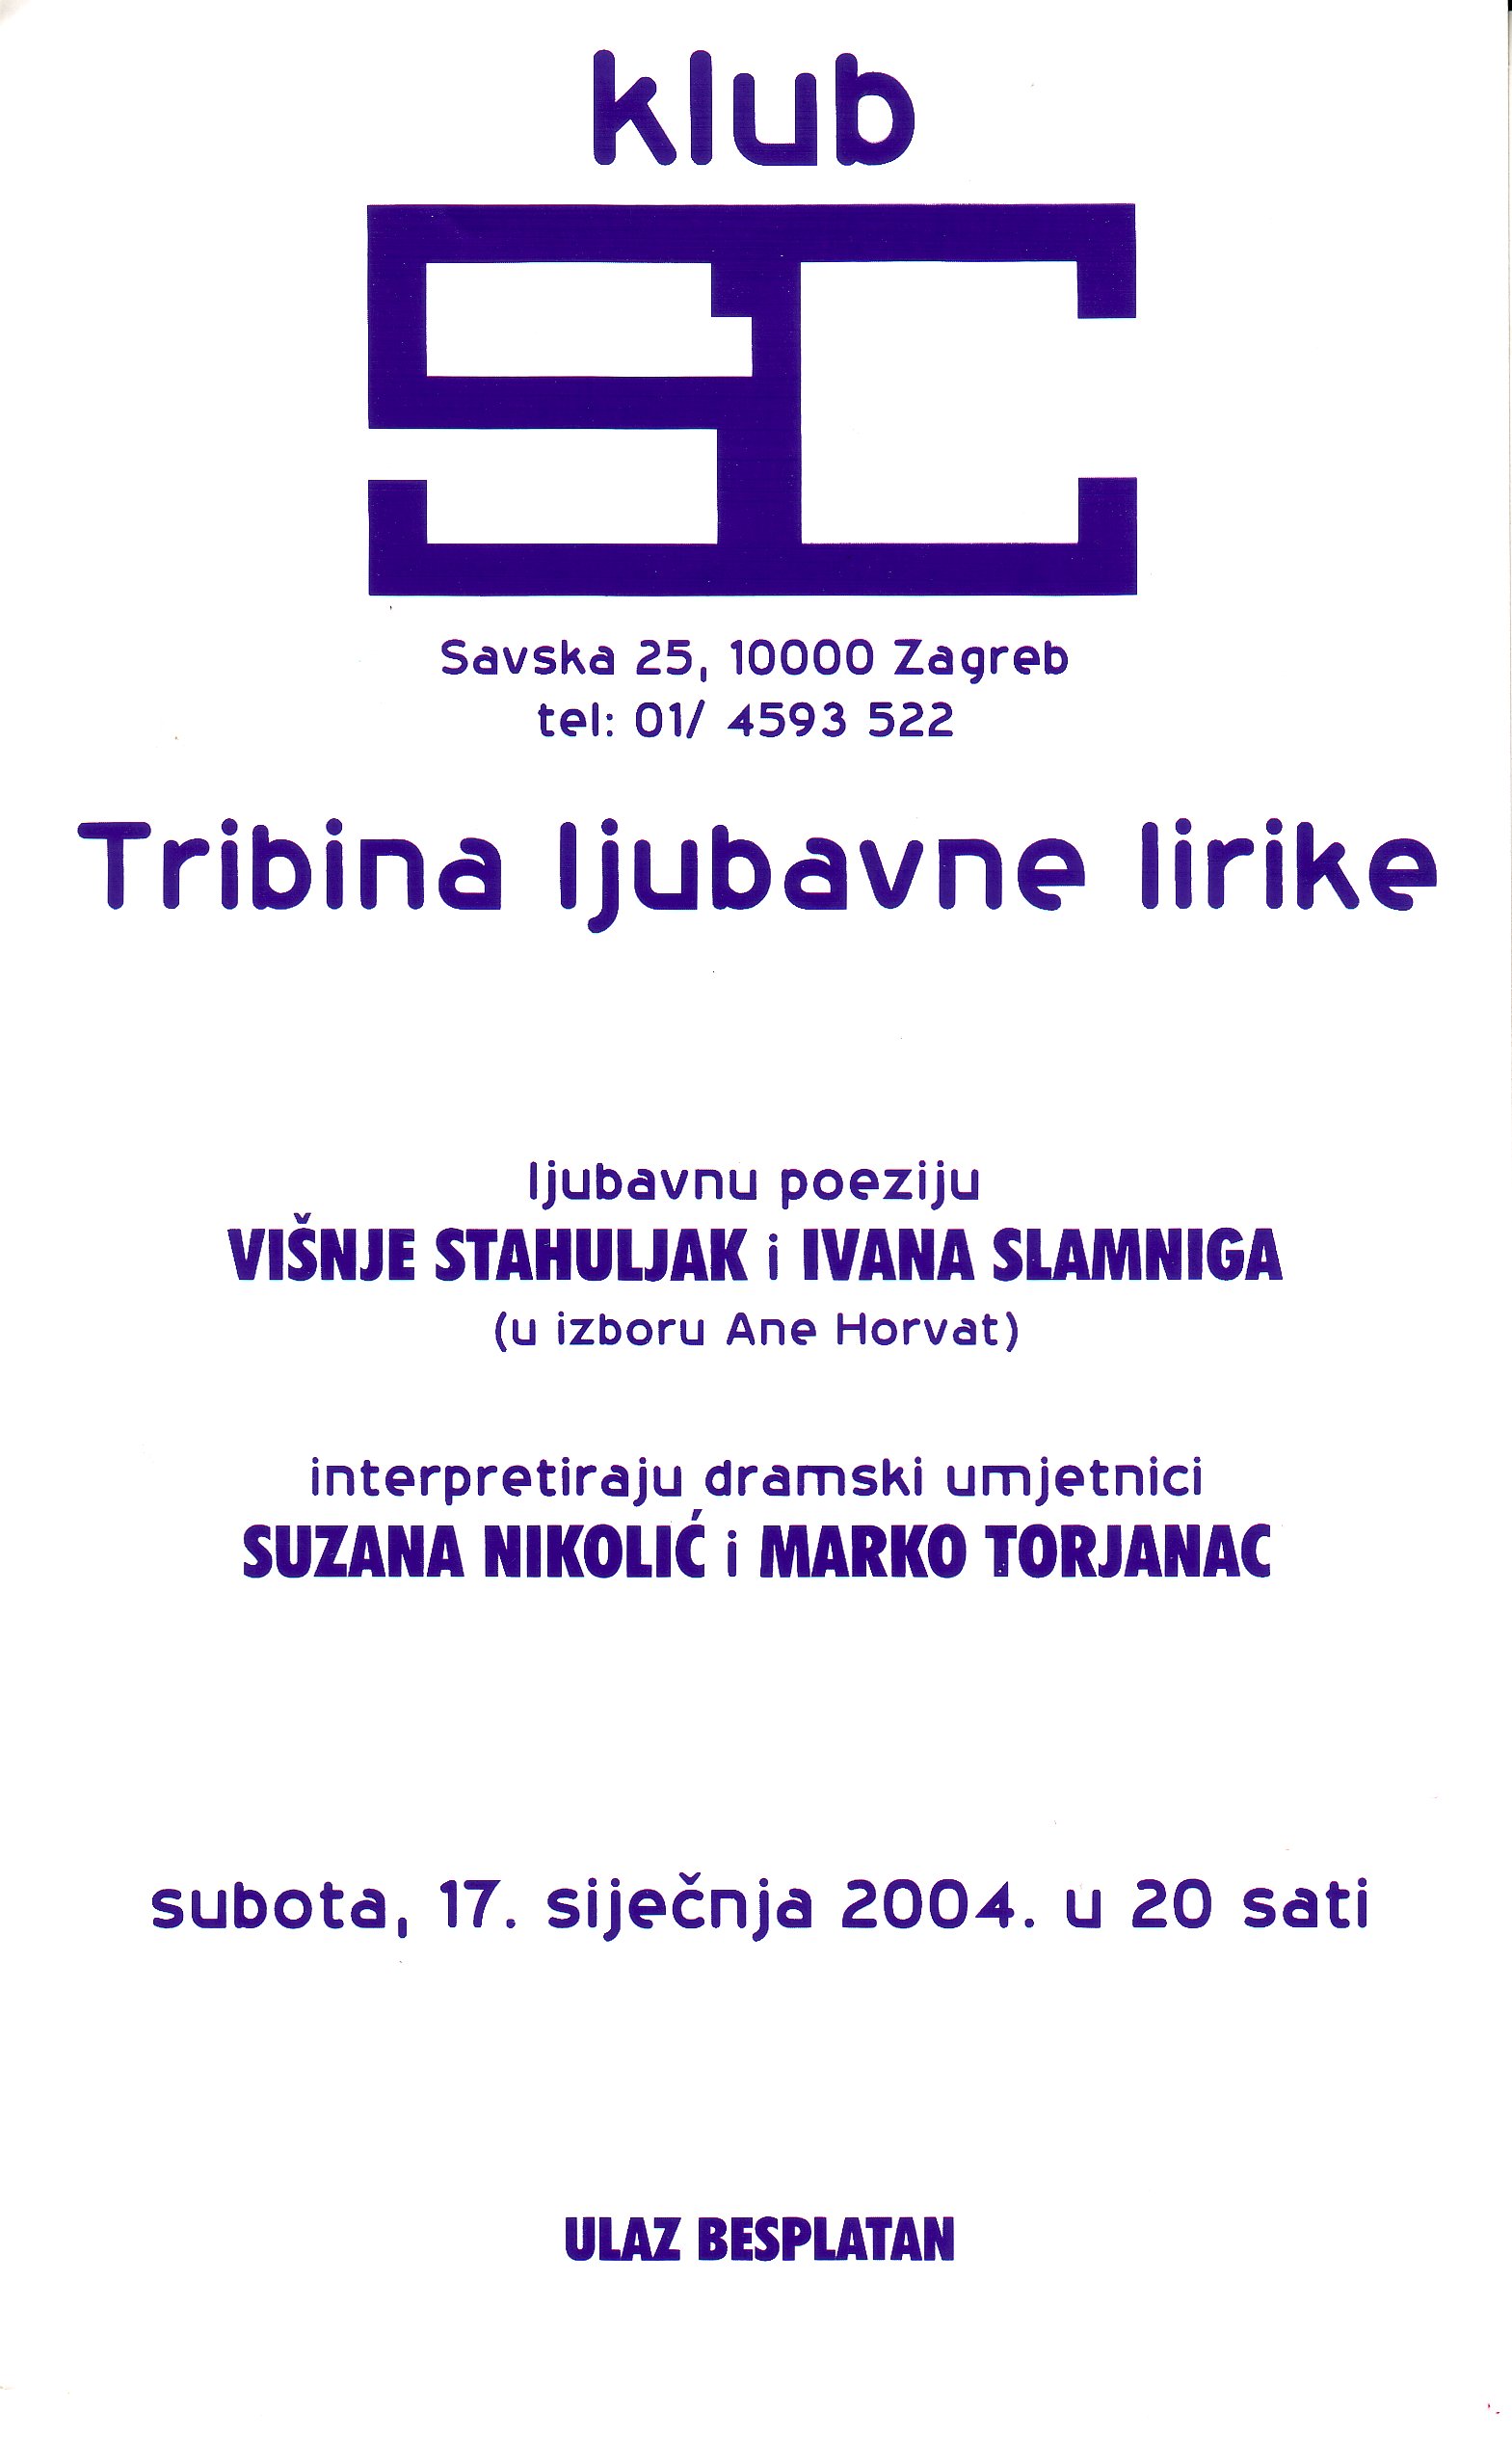 klub
SC
Savska 25, 10000 Zagreb
tel: 01/ 4593 522
Tribina ljubavne lirike
ljubavnu poeziju
VIŠNJE STAHULJAK i IVANA SLAMNIGA
(u izboru Ane Horvat)
interpretiraju dramski umjetnici
SUZANA NIKOLIĆ i MARKO TORJANAC
subota, 17. siječnja 2004. u 20 sati
ULAZ BESPLATAN